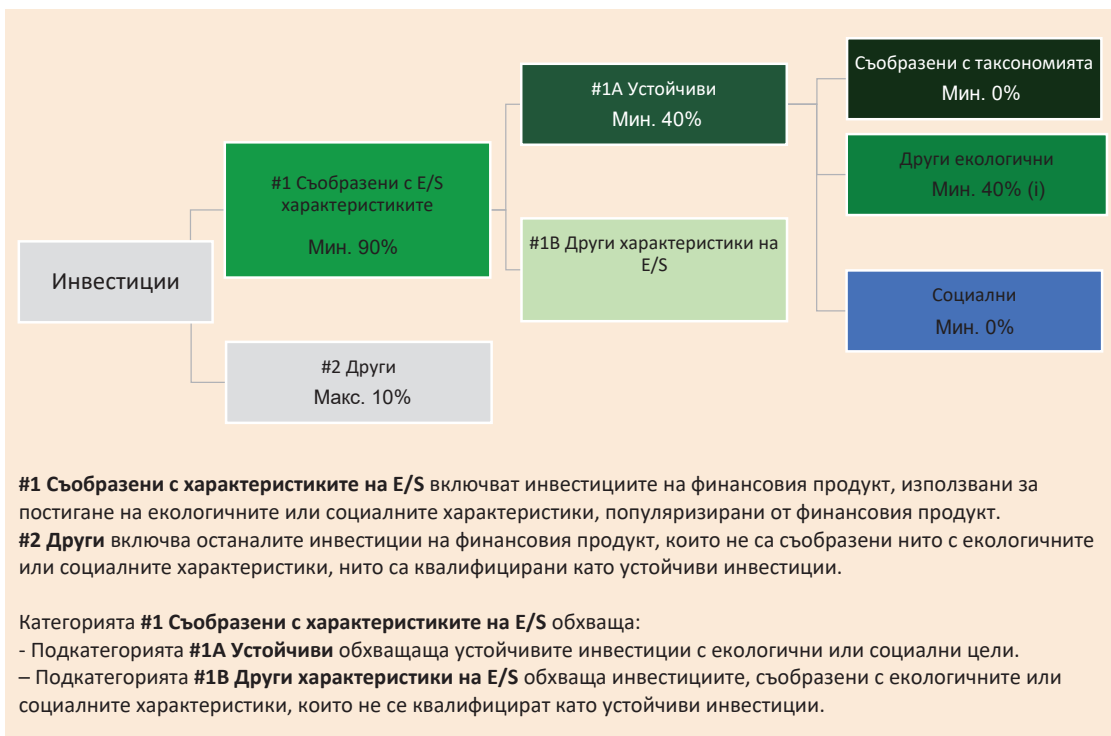 Инвестиции
#1 Съобразени с E/S
характеристиките
Мин. 90%
#2 Други
Макс. 10%
#1A Устойчиви
Мин. 40%
#1B Други характеристики на
E/S
Съобразени с таксономията
Мин. 0%
Други екологични
Мин. 40% (i)
Социални
Мин. 0%
#1 Съобразени с характеристиките на E/S включват инвестициите на финансовия продукт, използвани за
постигане на екологичните или социалните характеристики, популяризирани от финансовия продукт.
#2 Други включва останалите инвестиции на финансовия продукт, които не са съобразени нито с екологичните
или социалните характеристики, нито са квалифицирани като устойчиви инвестиции.
Категорията #1 Съобразени с характеристиките на E/S обхваща:
- Подкатегорията #1A Устойчиви обхващаща устойчивите инвестиции с екологични или социални цели.
– Подкатегорията #1B Други характеристики на E/S обхваща инвестициите, съобразени с екологичните или
социалните характеристики, които не се квалифицират като устойчиви инвестиции.